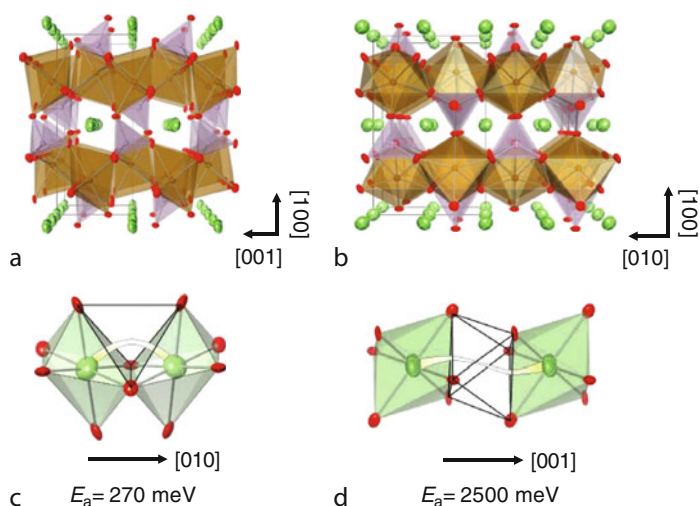 [100]
[001]
a
[100]
[010]
b
[010]
c
Ea= 270 meV
[001]
d
Ea= 2500 meV